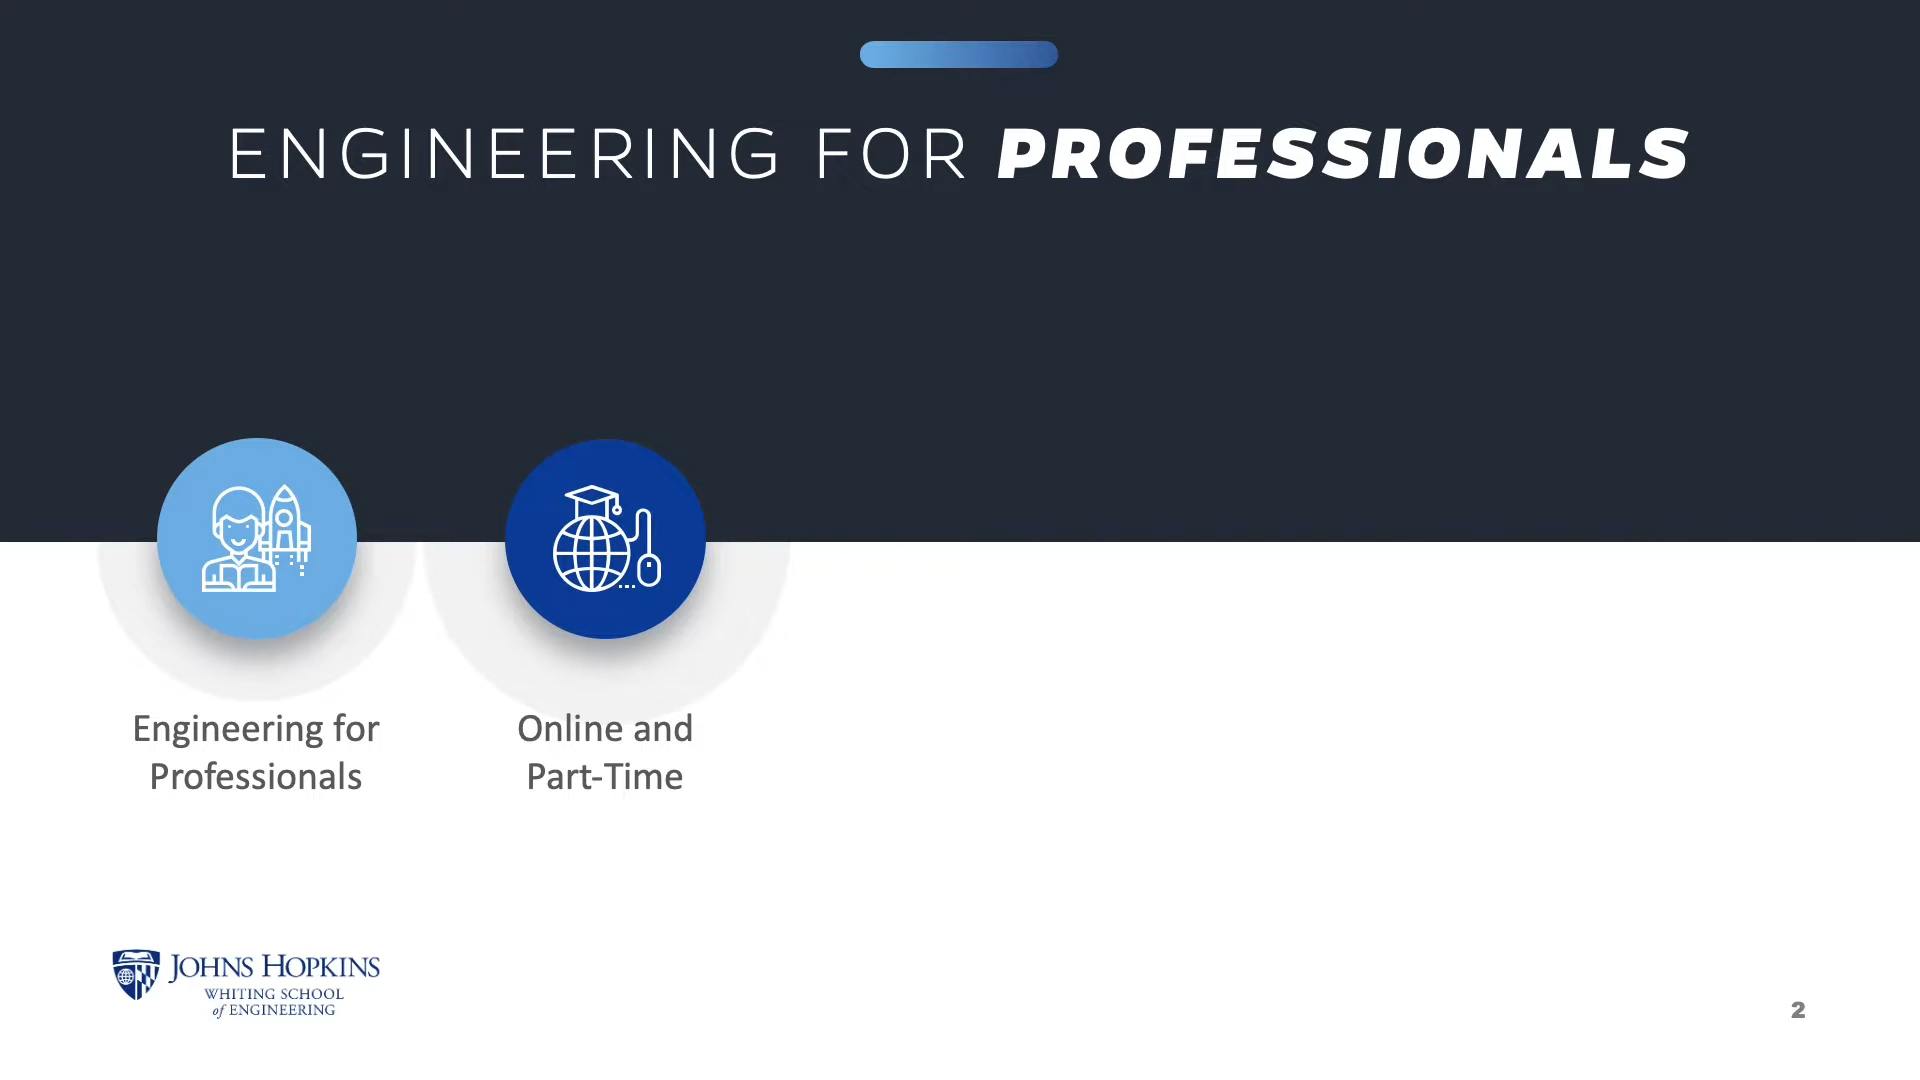 ENGINEERING FOR PROFESSIONALS
Engineering for
Professionals
Online and
Part-Time
JOHNS HOPKINS
WHITING SCHOOL
of ENGINEERING
2